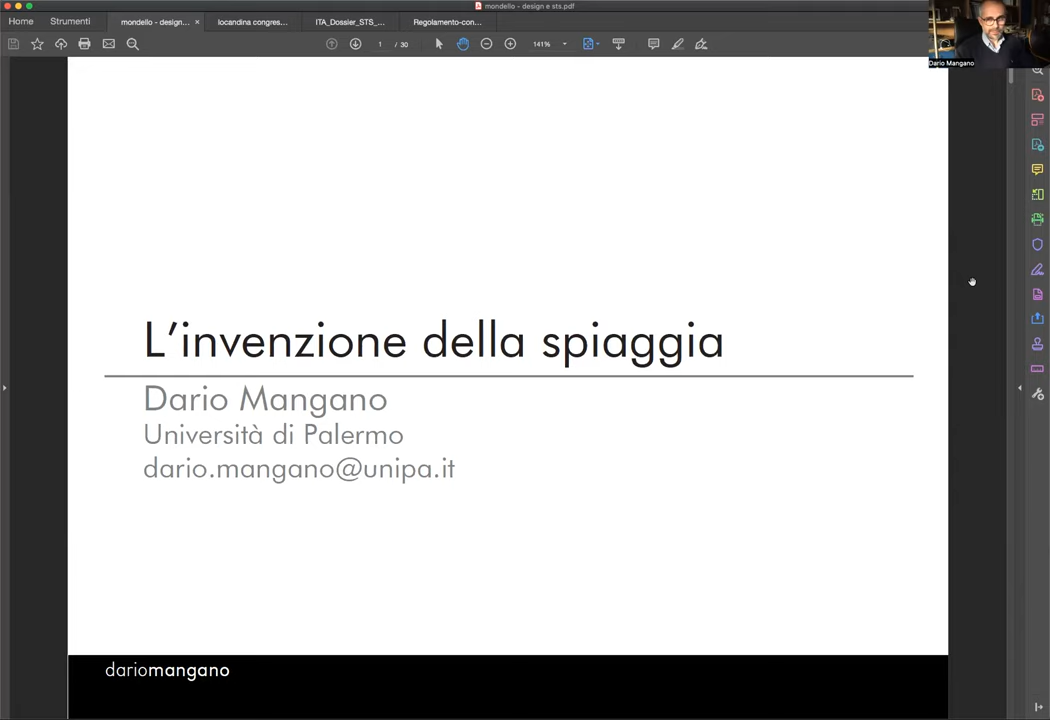 mondello - design e sts.pdf
Home Strumenti mondello - design... × locandina congres... ITA_Dossier_STS_... Regolamento-con...
1 / 30 141%
Dario Mangano
L'invenzione della spiaggia
Dario Mangano
Università di Palermo
dario.mangano@unipa.it
dariomangano